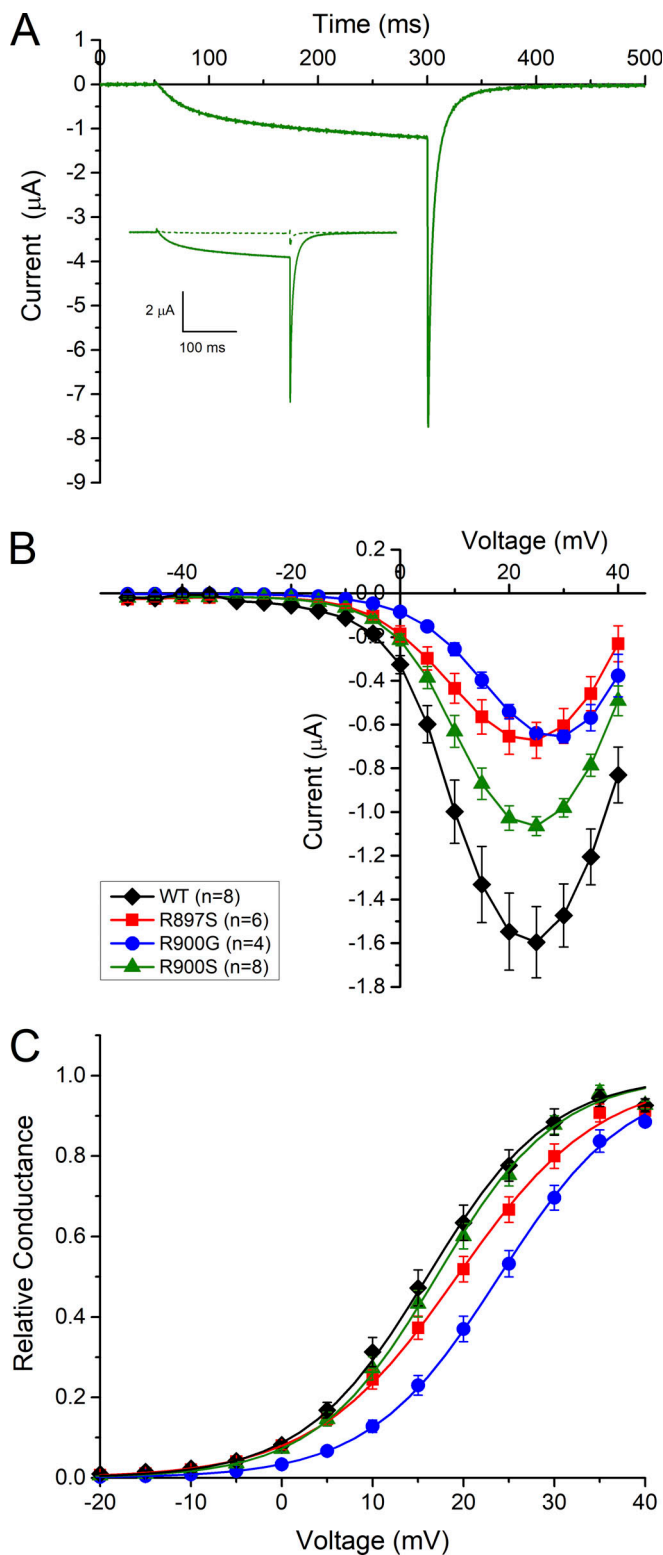 A
Time (ms)
0 100 200 300 400 500
0
-1
-2
-3
-4
-5
-6
-7
-8
-9
Current (μA)
2 μA
100 ms
B
Voltage (mV)
-40 -20 0 20 40
0.2
0.0
-0.2
-0.4
-0.6
-0.8
-1.0
-1.2
-1.4
-1.6
-1.8
Current (μA)
WT (n=8)
R897S (n=6)
R900G (n=4)
R900S (n=8)
C
1.0
0.8
0.6
0.4
0.2
0.0
Relative Conductance
-20 -10 0 10 20 30 40
Voltage (mV)